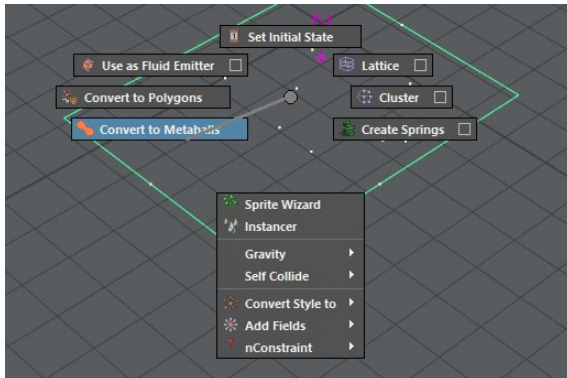 Set Initial State
Use as Fluid Emitter
Lattice
Convert to Polygons
Cluster
Convert to Metaballs
Create Springs
Sprite Wizard
Instancer
Gravity
Self Collide
Convert Style to
Add Fields
nConstraint